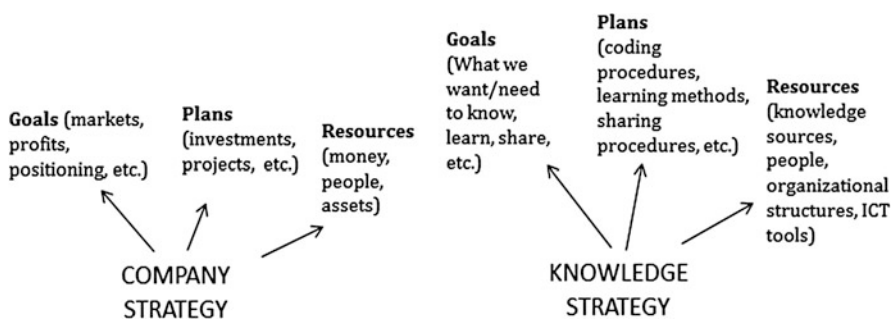 Goals (markets,
profits,
positioning, etc.)
Plans
(investments,
projects, etc.)
Resources
(money,
people,
assets)
COMPANY
STRATEGY
Goals
(What we
want/need
to know,
learn, share,
etc.)
Plans
(coding
procedures,
learning methods,
sharing
procedures, etc.)
Resources
(knowledge
sources,
people,
organizational
structures, ICT
tools)
KNOWLEDGE
STRATEGY